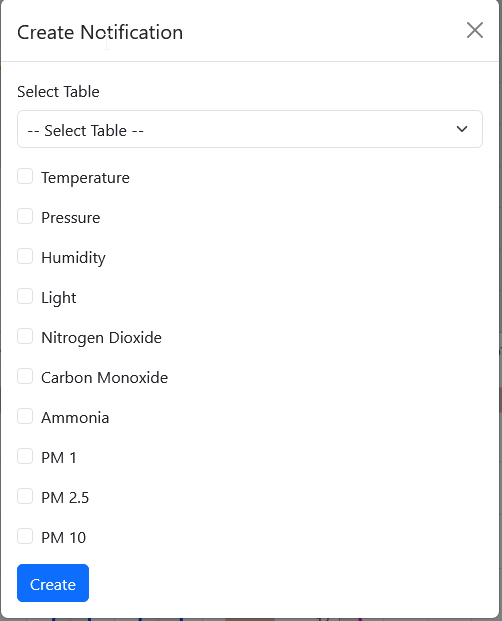 Create Notification
Select Table
-- Select Table --
Temperature
Pressure
Humidity
Light
Nitrogen Dioxide
Carbon Monoxide
Ammonia
PM 1
PM 2.5
PM 10
Create